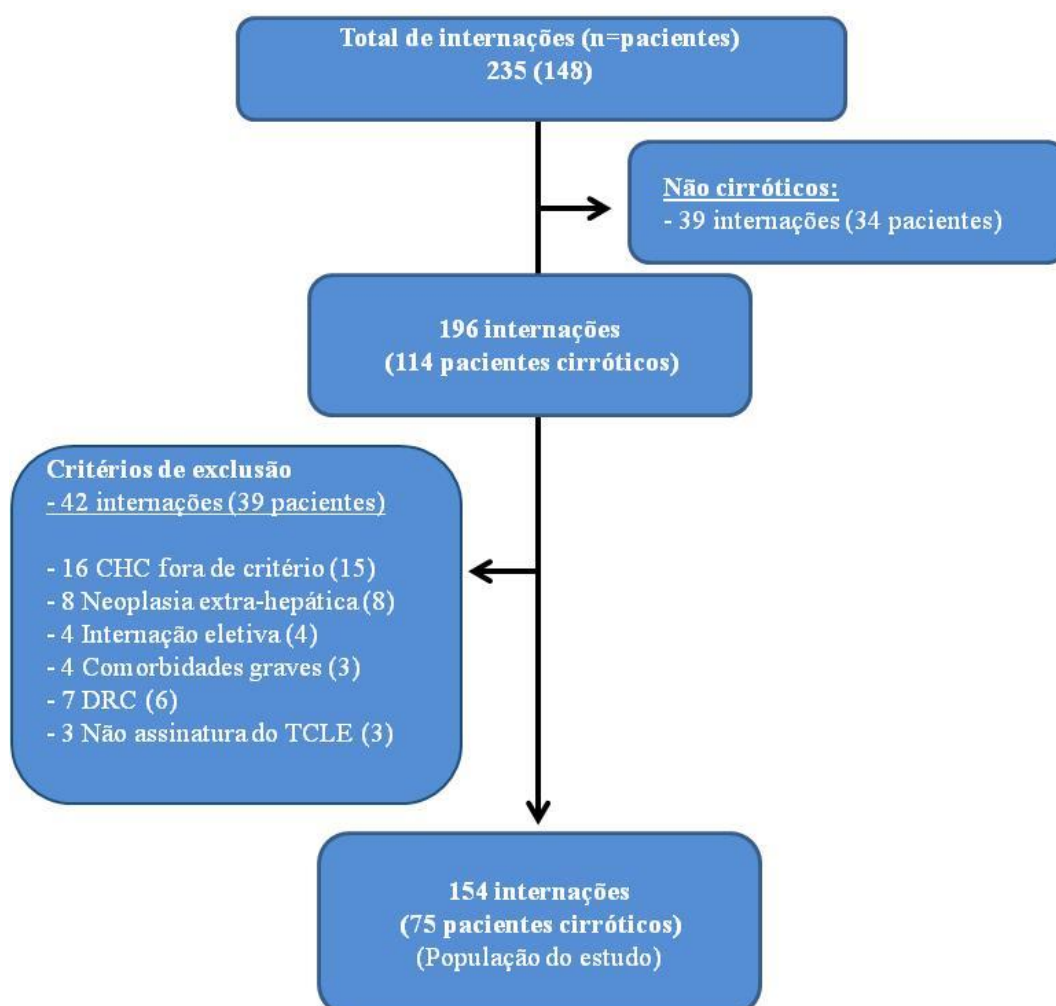 Total de internações (n=pacientes)
235 (148)
Não cirróticos:
- 39 internações (34 pacientes)
196 internações
(114 pacientes cirróticos)
Critérios de exclusão
- 42 internações (39 pacientes)
- 16 CHC fora de critério (15)
- 8 Neoplasia extra-hepática (8)
- 4 Internação eletiva (4)
- 4 Comorbidades graves (3)
- 7 DRC (6)
- 3 Não assinatura do TCLE (3)
154 internações
(75 pacientes cirróticos)
(População do estudo)